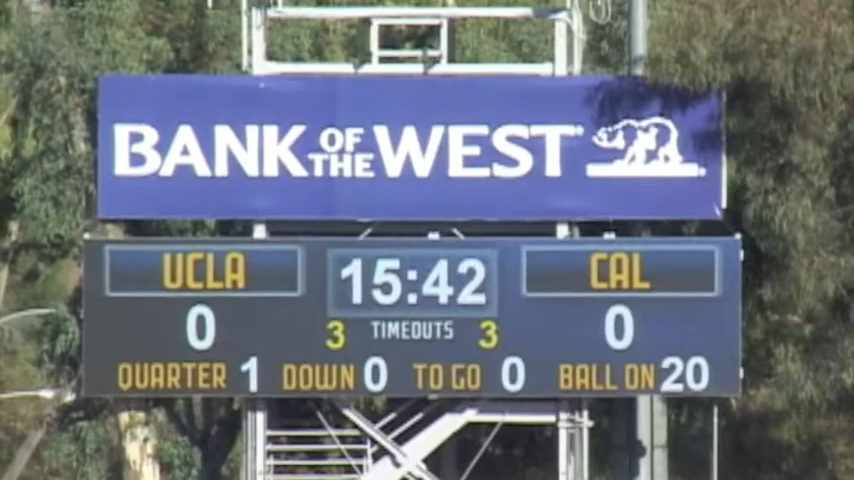 BANK OF THE WEST
UCLA 15:42 CAL
0 3 TIMEOUTS 3 0
QUARTER 1 DOWN 0 TO GO 0 BALL ON 20